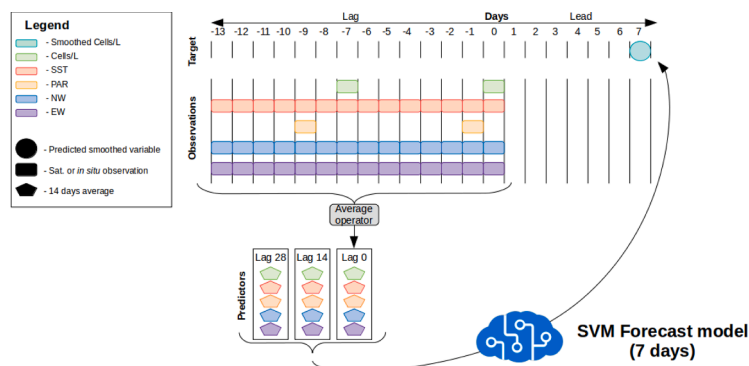 Legend
- Smoothed Cells/L
- Cells/L
- SST
- PAR
- NW
- EW
- Predicted smoothed variable
- Sat. or in situ observation
- 14 days average
Lag Days Lead
-13 -12 -11 -10 -9 -8 -7 -6 -5 -4 -3 -2 -1 0 1 2 3 4 5 6 7
Target
Observations
Average
operator
Predictors
Lag 28 Lag 14 Lag 0
SVM Forecast model
(7 days)